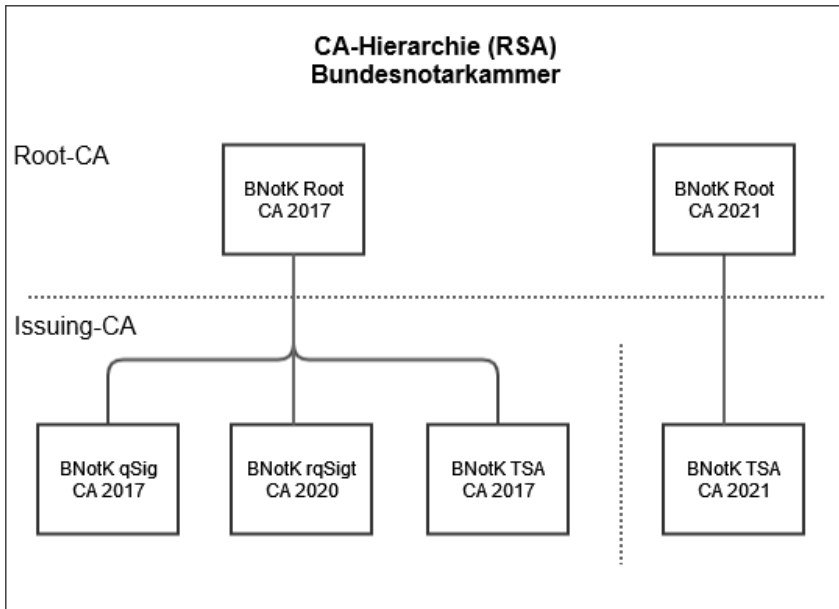 CA-Hierarchie (RSA)
Bundesnotarkammer
Root-CA
BNotK Root
CA 2017
BNotK Root
CA 2021
Issuing-CA
BNotK qSig
CA 2017
BNotK rqSigt
CA 2020
BNotK TSA
CA 2017
BNotK TSA
CA 2021